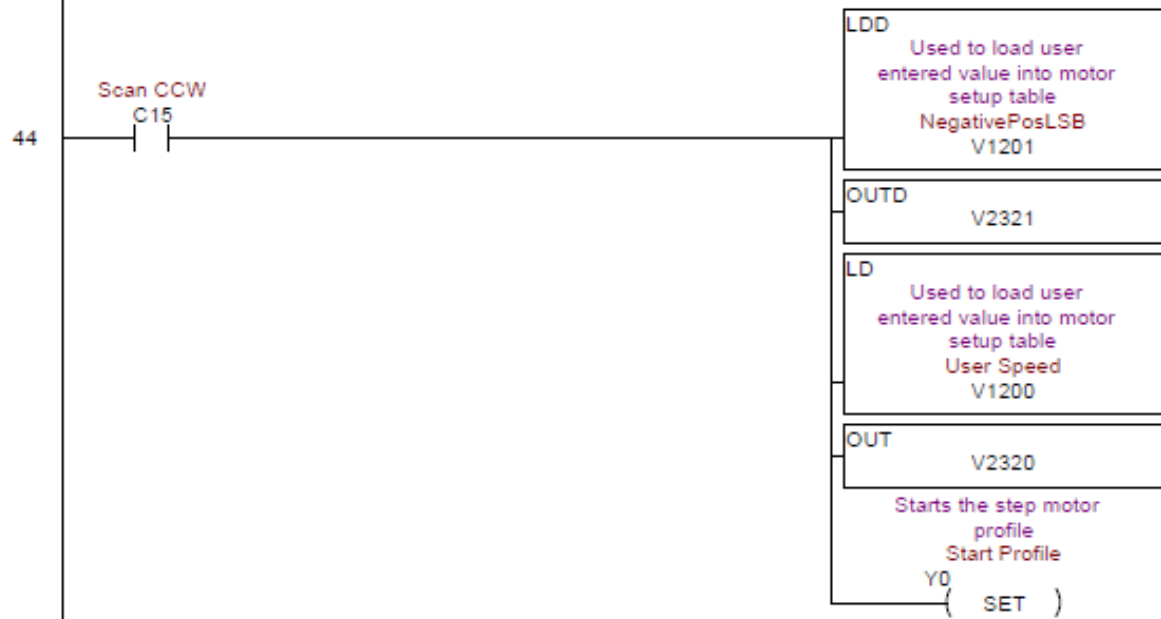 44
Scan CCW
C15
LDD
Used to load user
entered value into motor
setup table
NegativePosLSB
V1201
OUTD
V2321
LD
Used to load user
entered value into motor
setup table
User Speed
V1200
OUT
V2320
Starts the step motor
profile
Start Profile
Y0
( SET )